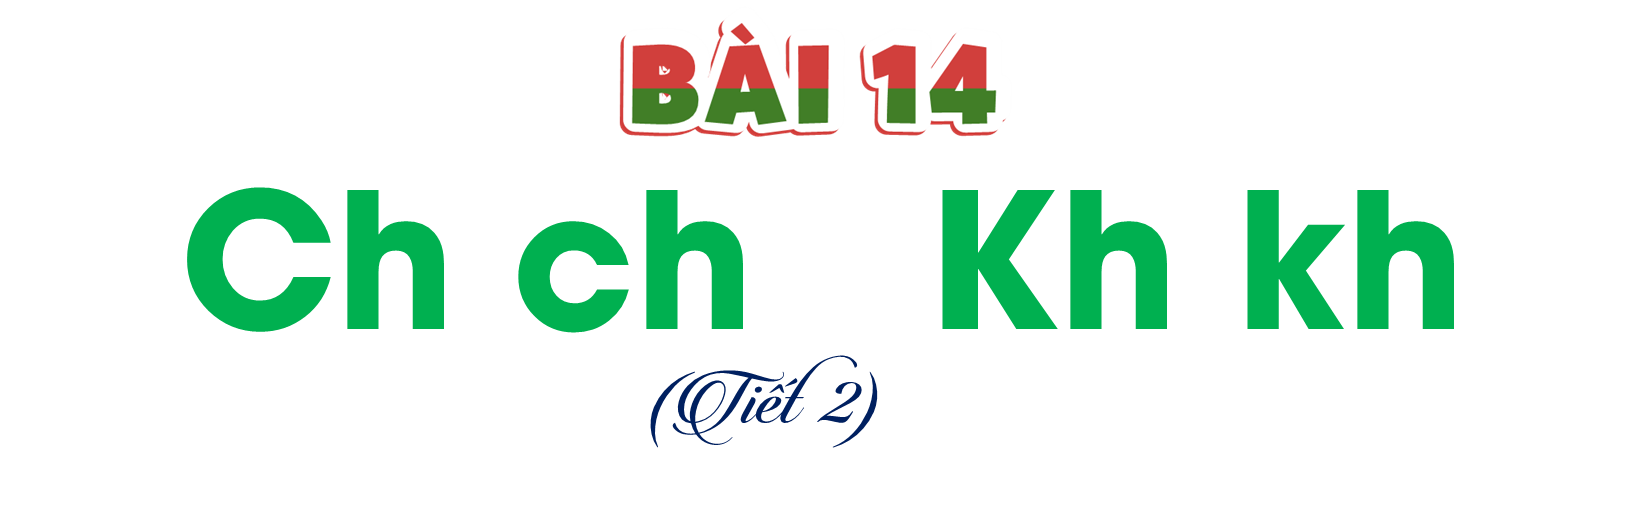 BÀI 14
Ch ch Kh kh
(Tiết 2)